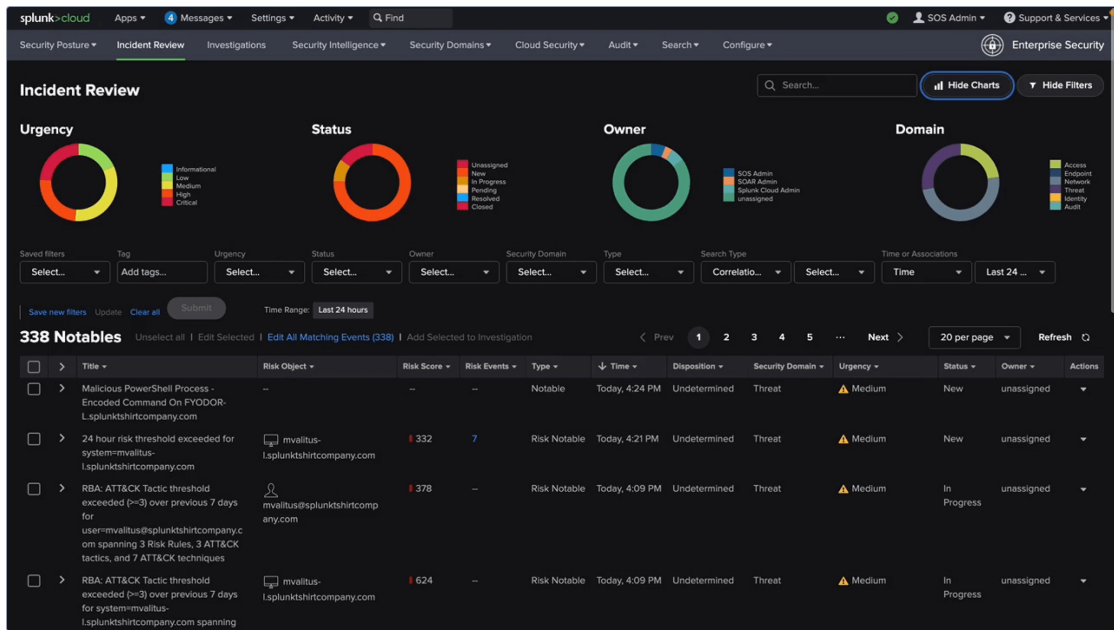 splunk>cloud Apps 4 Messages Settings Activity Find SOS Admin Support & Services
Security Posture Incident Review Investigations Security Intelligence Security Domains Cloud Security Audit Search Configure Enterprise Security
Incident Review Search... Hide Charts Hide Filters
Urgency Status Owner Domain
Informational
Low
Medium
High
Critical
Unassigned
New
In Progress
Pending
Resolved
Closed
SOS Admin
SOAR Admin
Splunk Cloud Admin
unassigned
Access
Endpoint
Network
Threat
Identity
Audit
Saved filters Tag Urgency Status Owner Security Domain Type Search Type Time or Associations
Select... Add tags... Select... Select... Select... Select... Select... Correlatio... Select... Time Last 24 ...
Save new filters Update Clear all Submit Time Range: Last 24 hours
338 Notables Unselect all | Edit Selected | Edit All Matching Events (338) | Add Selected to Investigation < Prev 1 2 3 4 5 ... Next > 20 per page Refresh
Title Risk Object Risk Score Risk Events Type Time Disposition Security Domain Urgency Status Owner Actions
Malicious PowerShell Process - -- -- -- Notable Today, 4:24 PM Undetermined Threat Medium New unassigned
Encoded Command On FYODOR-
L.splunktshirtcompany.com
24 hour risk threshold exceeded for mvalitus- 332 7 Risk Notable Today, 4:21 PM Undetermined Threat Medium New unassigned
system=mvalitus- l.splunktshirtcompany.com
l.splunktshirtcompany.com
RBA: ATT&CK Tactic threshold 378 -- Risk Notable Today, 4:09 PM Undetermined Threat Medium In unassigned
exceeded (>=3) over previous 7 days mvalitus@splunktshirtcomp Progress
for any.com
user=mvalitus@splunktshirtcompany.c
om spanning 3 Risk Rules, 3 ATT&CK
tactics, and 7 ATT&CK techniques
RBA: ATT&CK Tactic threshold mvalitus- 624 -- Risk Notable Today, 4:09 PM Undetermined Threat Medium In unassigned
exceeded (>=3) over previous 7 days l.splunktshirtcompany.com Progress
for system=mvalitus-
l.splunktshirtcompany.com spanning